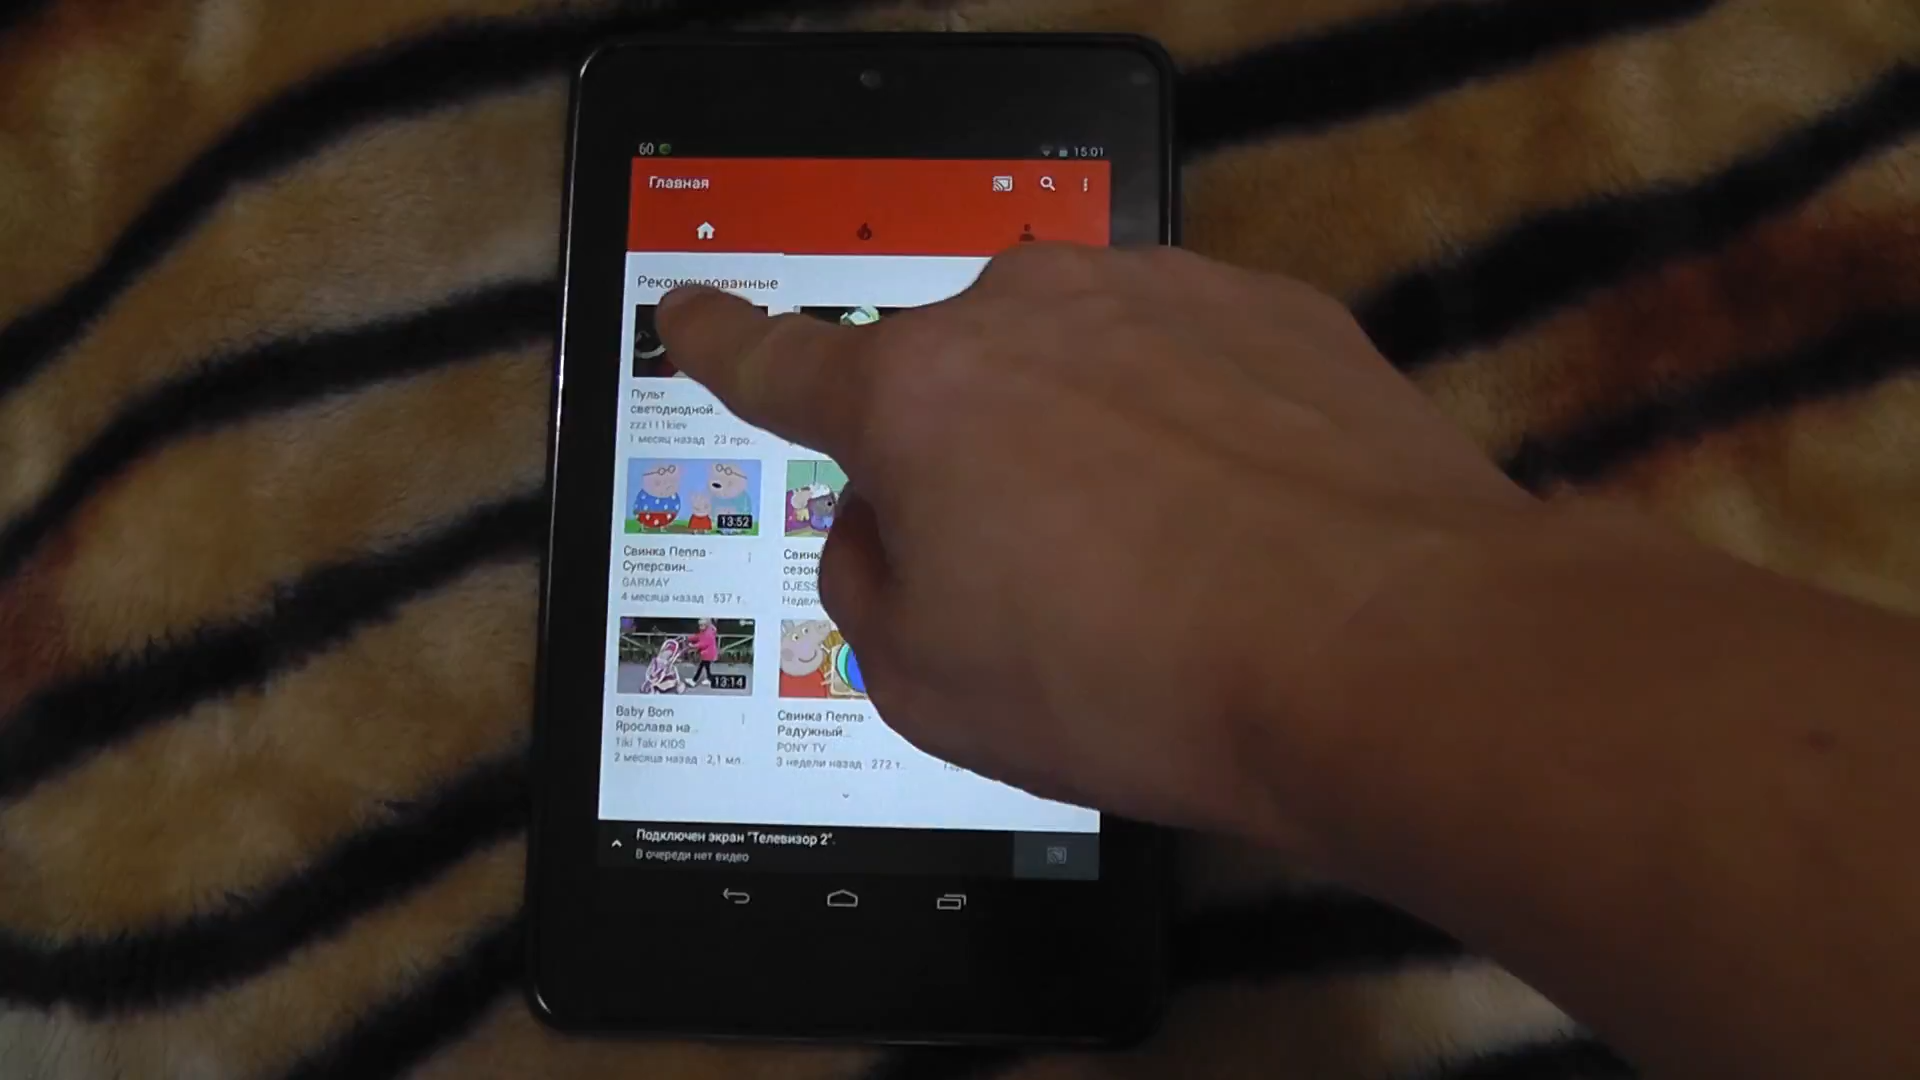 60
15:01
Главная
Рекомендованные
Пульт
светодиодной...
zzz111kiev
1 месяц назад · 23 про...
13:52
Свинка Пеппа -
Суперсвин...
GARMAY
4 месяца назад · 537 т...
Свинк
сезон
DJESS
Недел
13:14
Baby Born
Ярослава на...
Tiki Taki KIDS
2 месяца назад · 2,1 мл...
Свинка Пеппа -
Радужный...
PONY TV
3 недели назад · 272 т...
Подключен экран "Телевизор 2".
В очереди нет видео